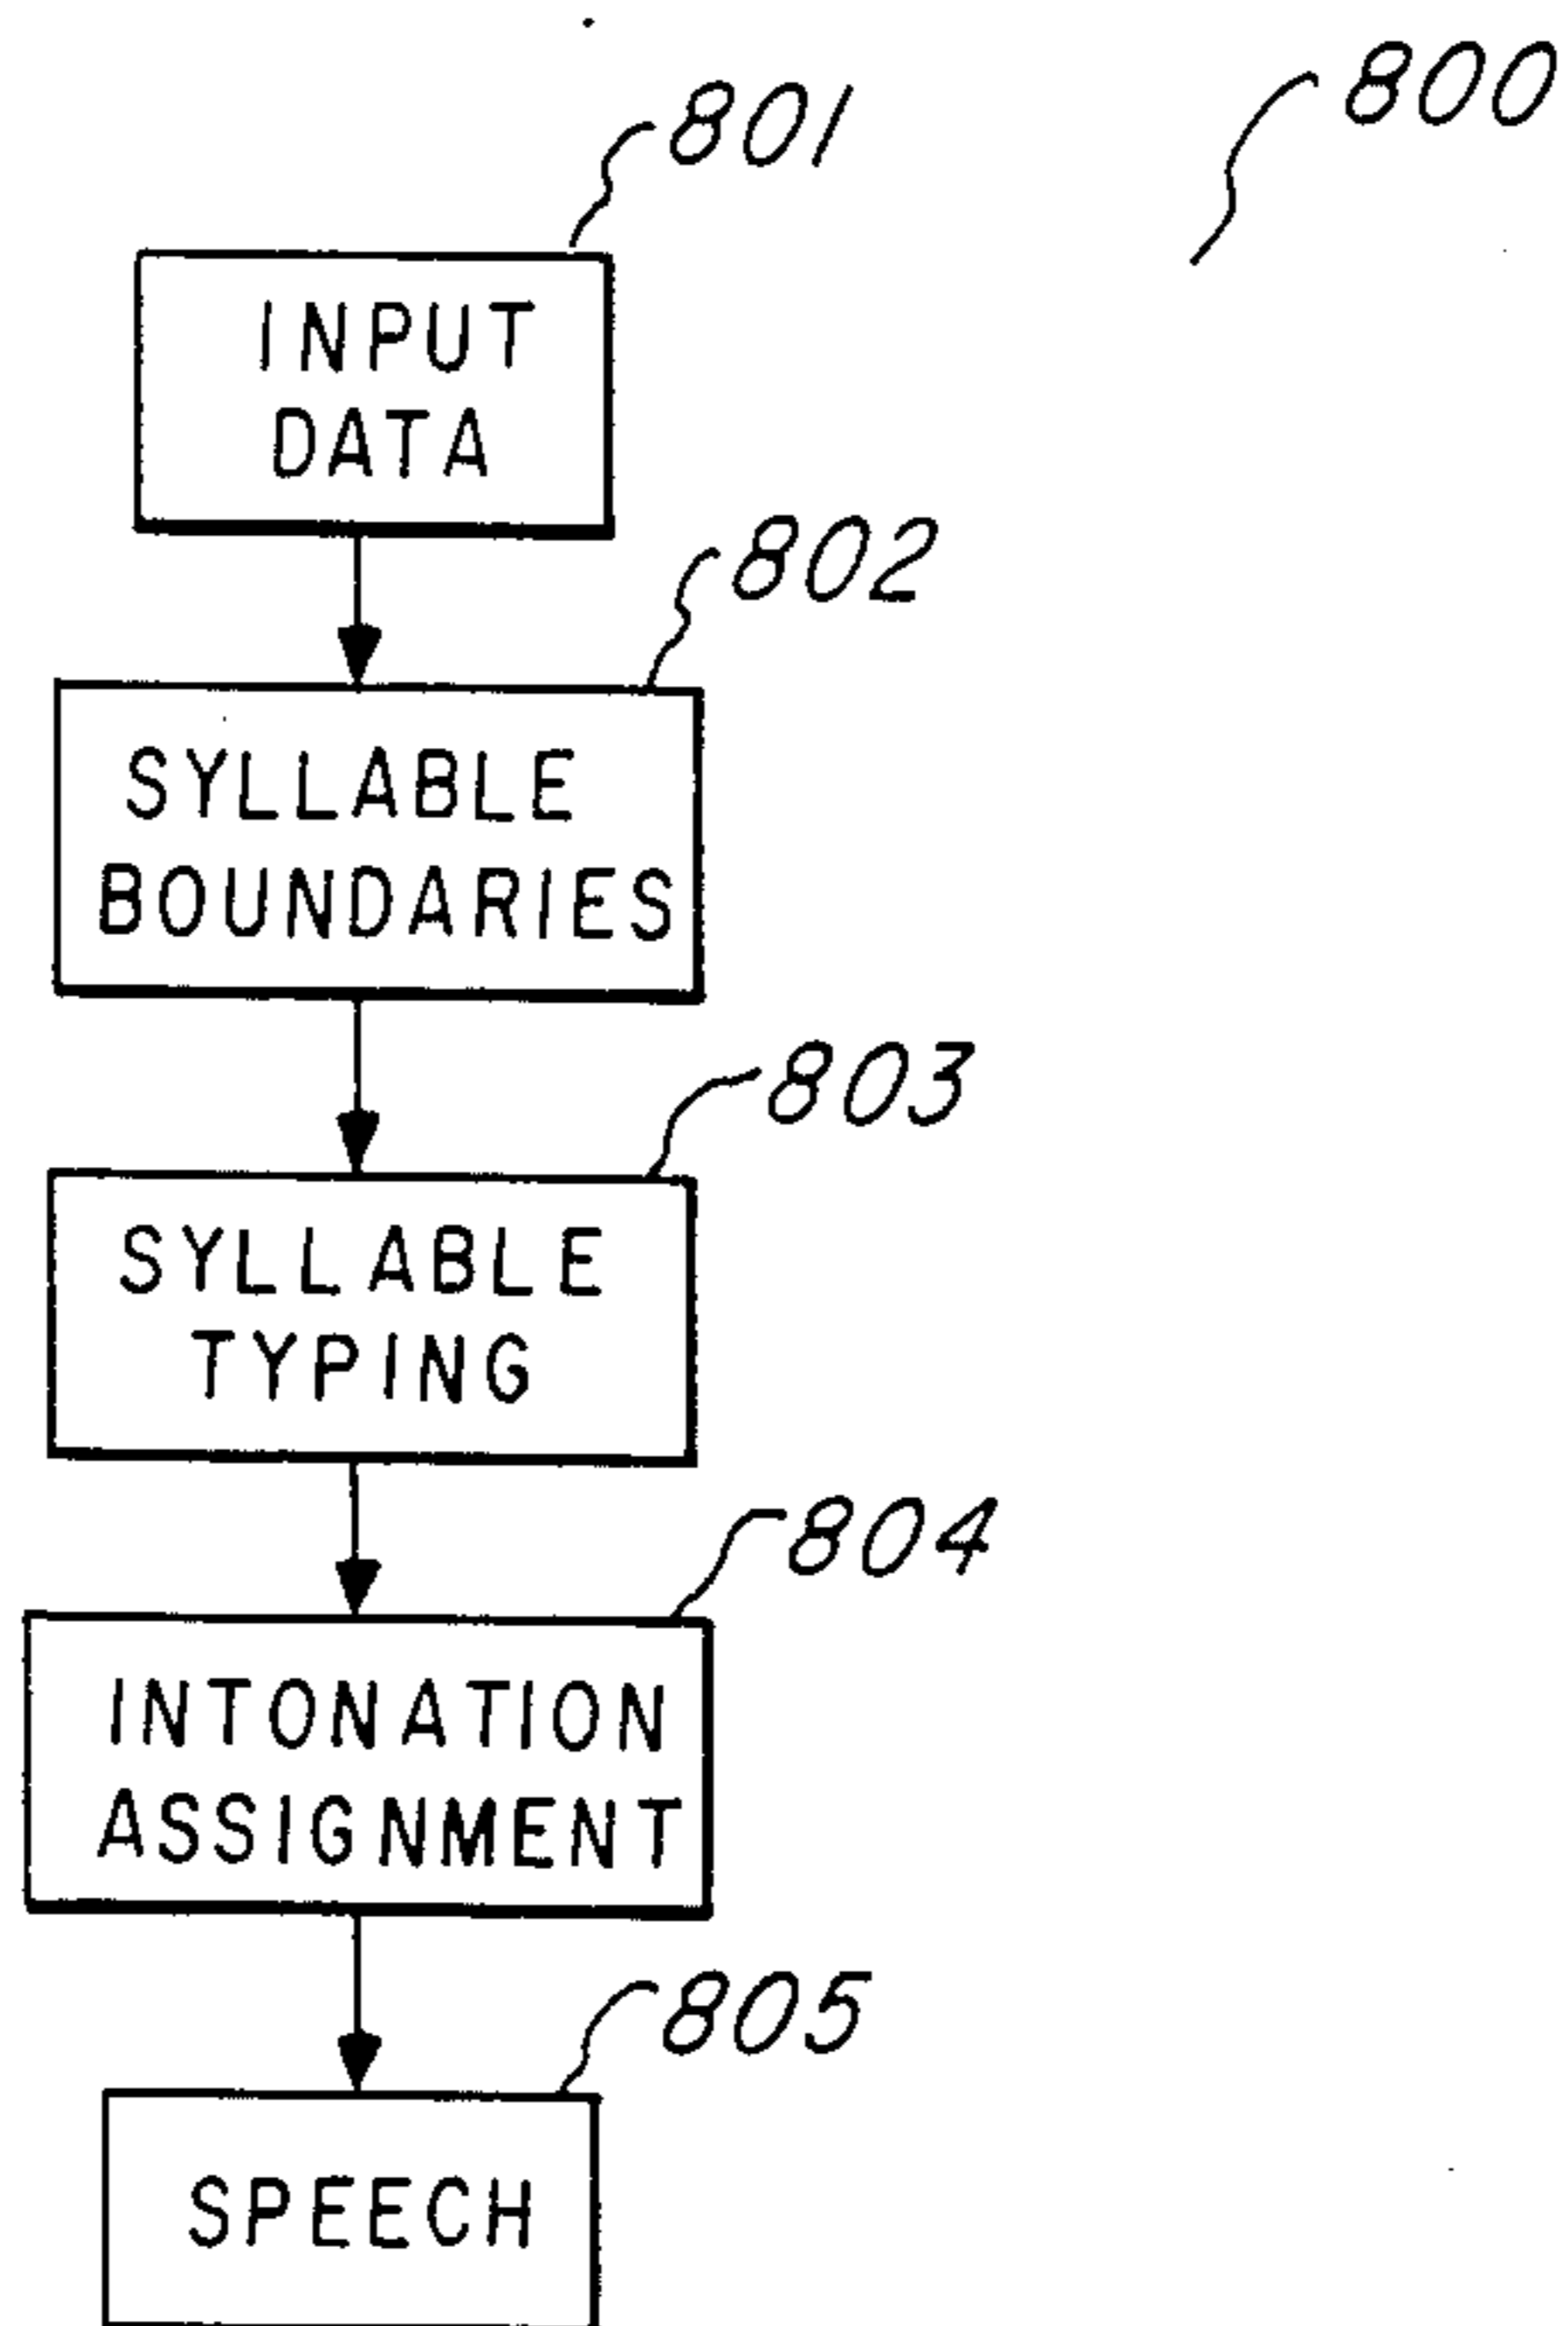 800
801
INPUT
DATA
802
SYLLABLE
BOUNDARIES
803
SYLLABLE
TYPING
804
INTONATION
ASSIGNMENT
805
SPEECH